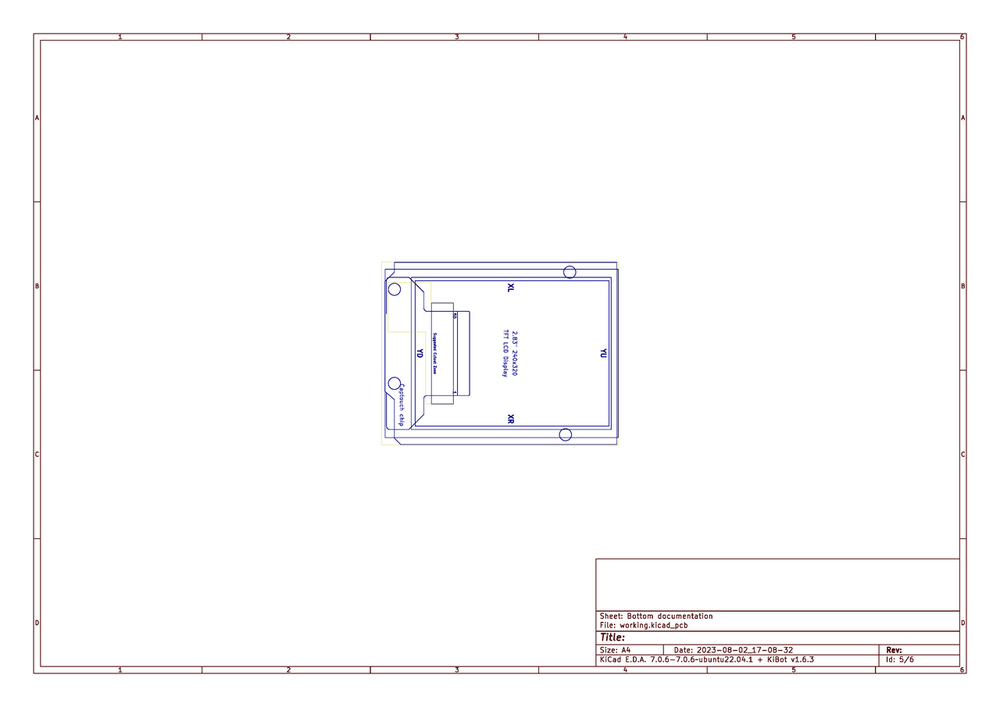 1 2 3 4 5 6
A A
B B
C C
D D
XL
50
2.83" 240x320
TFT LCD Display
Suggested Cutout Zone
YD
YU
1
Captouch chip
XR
Sheet: Bottom documentation
File: working.kicad_pcb
Title:
Size: A4 Date: 2023-08-02_17-08-32 Rev:
KiCad E.D.A. 7.0.6-7.0.6~ubuntu22.04.1 + KiBot v1.6.3 Id: 5/6
1 2 3 4 5 6